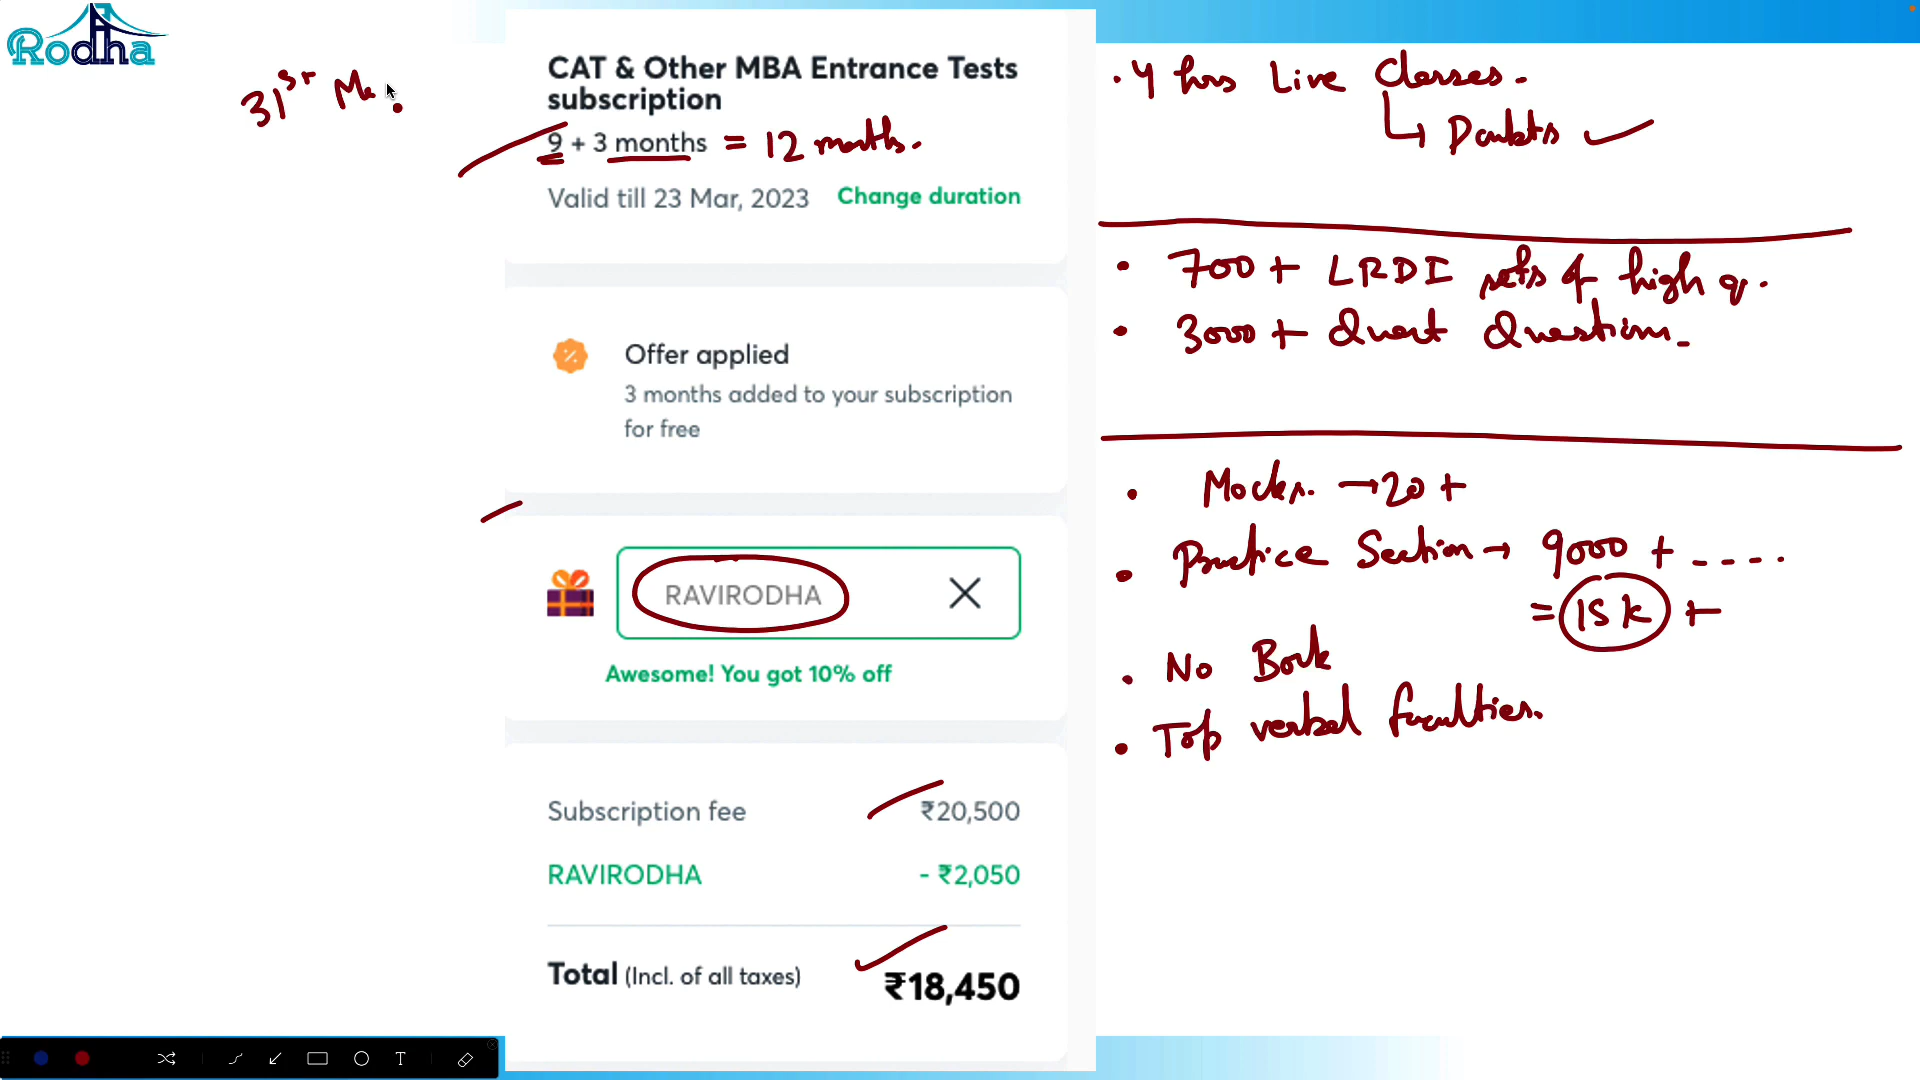 Rodha
31st Ma
CAT & Other MBA Entrance Tests
subscription
9 + 3 months = 12 months.
Valid till 23 Mar, 2023 Change duration
Offer applied
3 months added to your subscription
for free
RAVIRODHA
Awesome! You got 10% off
Subscription fee ₹20,500
RAVIRODHA - ₹2,050
Total (Incl. of all taxes) ₹18,450
• 4 hrs Live Classes.
↳ Doubts ✓
• 700 + LRDI sets of high q.
• 3000 + Quant Questions.
• Mocks. → 20 +
• Practice Section → 9000 + ----
= 15k +
• No Book
• Top verbal faculties.
T